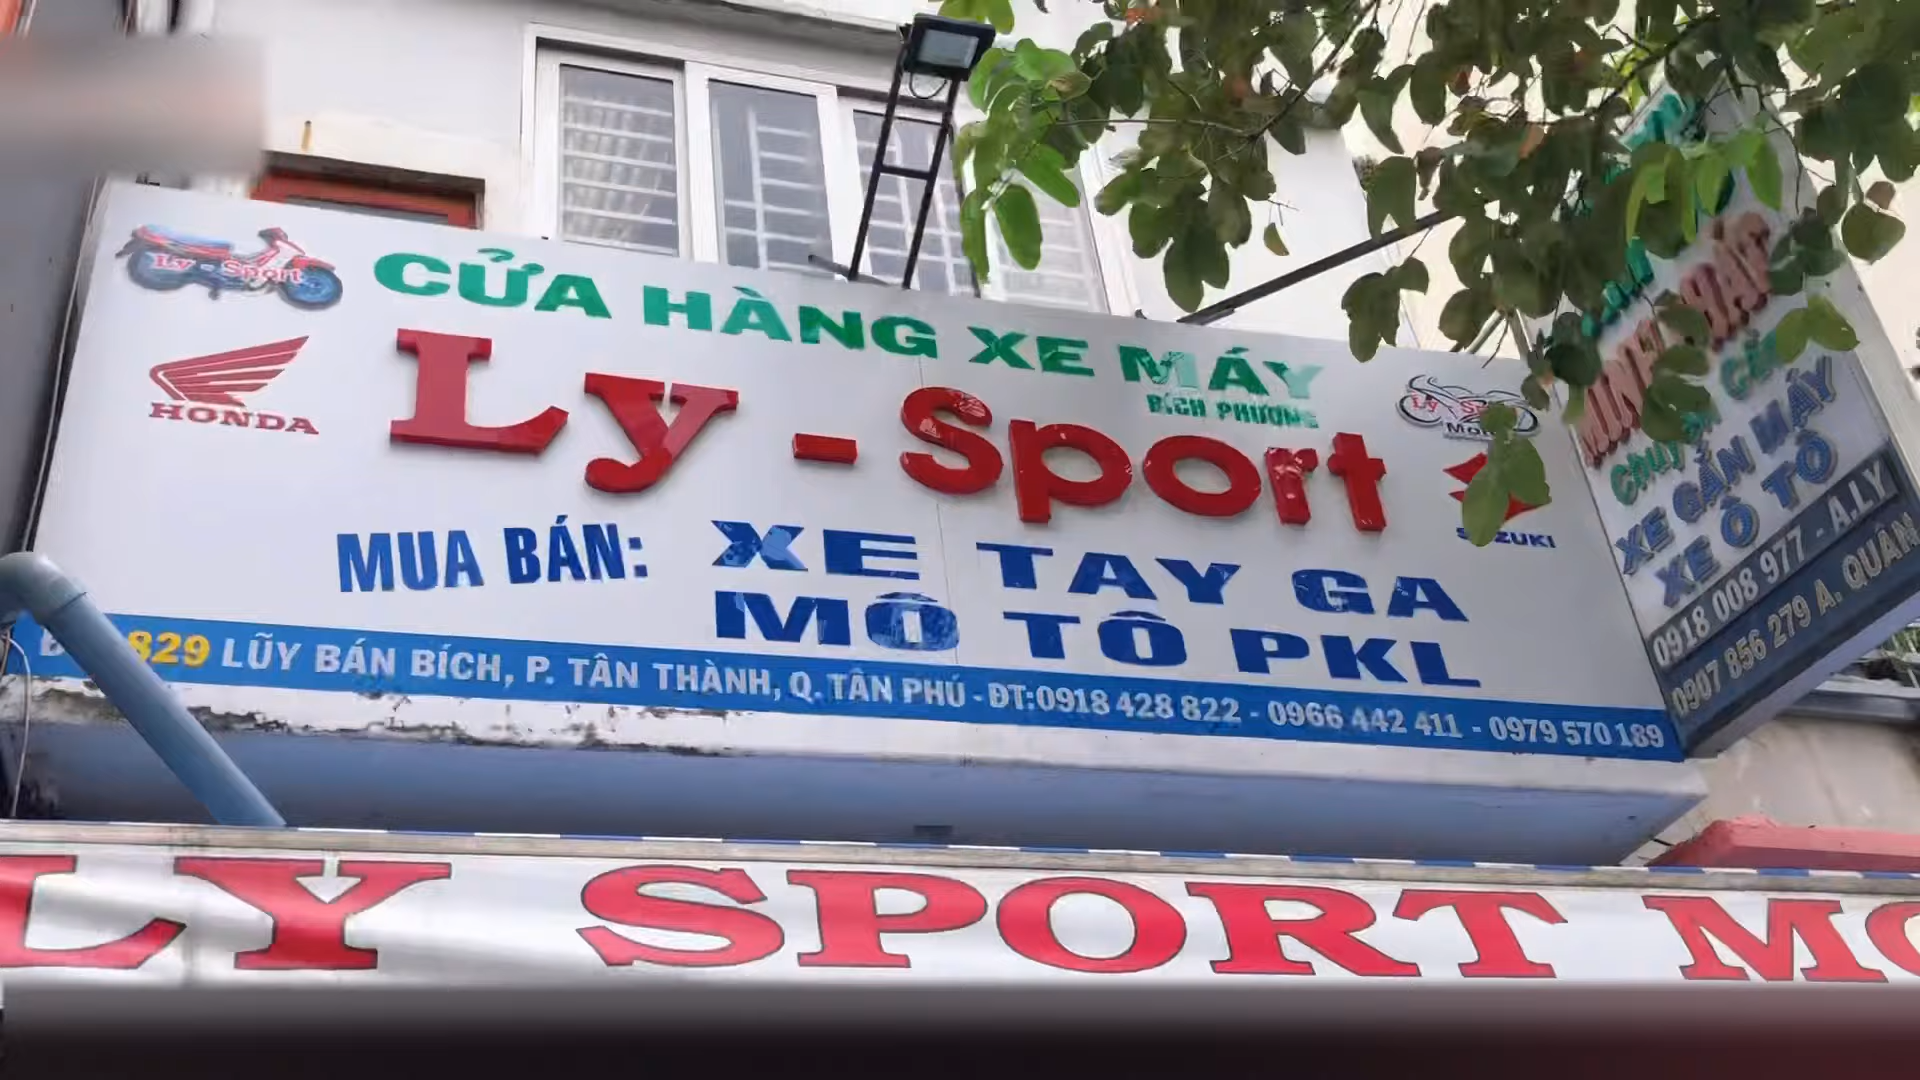 CỬA HÀNG XE MÁY
BÍCH PHƯƠNG
Ly - Sport
Ly - Sport
HONDA
SUZUKI
MUA BÁN: XE TAY GA
MÔ TÔ PKL
829 LŨY BÁN BÍCH, P. TÂN THÀNH, Q. TÂN PHÚ - ĐT:0918 428 822 - 0966 442 411 - 0979 570 189
XE GẮN MÁY
XE Ô TÔ
0918 008 977 - A.LY
0907 856 279 A. QUÂN
LY SPORT MO